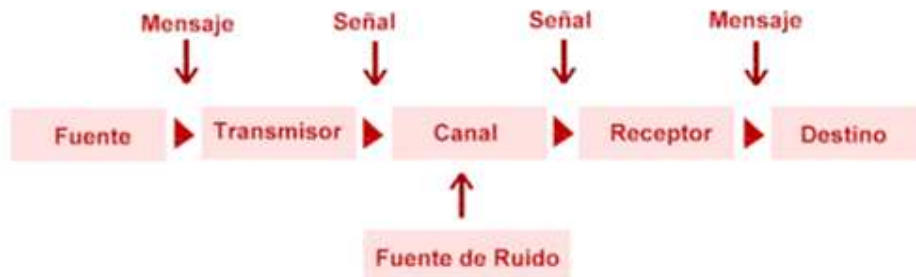 Mensaje Señal Señal Mensaje
Fuente Transmisor Canal Receptor Destino
Fuente de Ruido